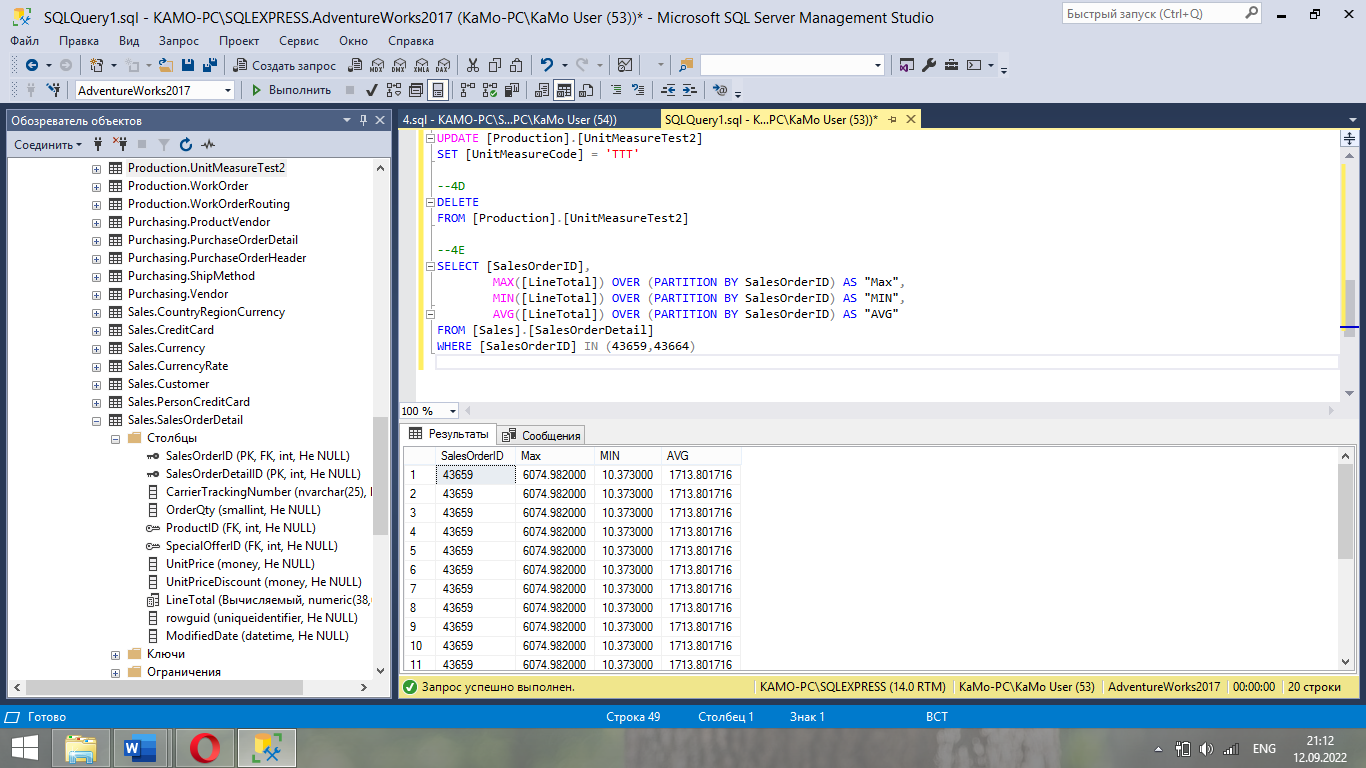 SQLQuery1.sql - KAMO-PC\SQLEXPRESS.AdventureWorks2017 (KaMo-PC\KaMo User (53))* - Microsoft SQL Server Management Studio
Быстрый запуск (Ctrl+Q)
Файл Правка Вид Запрос Проект Сервис Окно Справка
Создать запрос MDX DMX XMLA DAX
AdventureWorks2017 Выполнить
Обозреватель объектов
Соединить
Production.UnitMeasureTest2
Production.WorkOrder
Production.WorkOrderRouting
Purchasing.ProductVendor
Purchasing.PurchaseOrderDetail
Purchasing.PurchaseOrderHeader
Purchasing.ShipMethod
Purchasing.Vendor
Sales.CountryRegionCurrency
Sales.CreditCard
Sales.Currency
Sales.CurrencyRate
Sales.Customer
Sales.PersonCreditCard
Sales.SalesOrderDetail
Столбцы
SalesOrderID (PK, FK, int, Не NULL)
SalesOrderDetailID (PK, int, Не NULL)
CarrierTrackingNumber (nvarchar(25),
OrderQty (smallint, Не NULL)
ProductID (FK, int, Не NULL)
SpecialOfferID (FK, int, Не NULL)
UnitPrice (money, Не NULL)
UnitPriceDiscount (money, Не NULL)
LineTotal (Вычисляемый, numeric(38,
rowguid (uniqueidentifier, Не NULL)
ModifiedDate (datetime, Не NULL)
Ключи
Ограничения
4.sql - KAMO-PC\S...PC\KaMo User (54)) SQLQuery1.sql - K...PC\KaMo User (53))*
UPDATE [Production].[UnitMeasureTest2]
SET [UnitMeasureCode] = 'TTT'
--4D
DELETE
FROM [Production].[UnitMeasureTest2]
--4E
SELECT [SalesOrderID],
MAX([LineTotal]) OVER (PARTITION BY SalesOrderID) AS "Max",
MIN([LineTotal]) OVER (PARTITION BY SalesOrderID) AS "MIN",
AVG([LineTotal]) OVER (PARTITION BY SalesOrderID) AS "AVG"
FROM [Sales].[SalesOrderDetail]
WHERE [SalesOrderID] IN (43659,43664)
100 %
Результаты Сообщения
SalesOrderID Max MIN AVG
1 43659 6074.982000 10.373000 1713.801716
2 43659 6074.982000 10.373000 1713.801716
3 43659 6074.982000 10.373000 1713.801716
4 43659 6074.982000 10.373000 1713.801716
5 43659 6074.982000 10.373000 1713.801716
6 43659 6074.982000 10.373000 1713.801716
7 43659 6074.982000 10.373000 1713.801716
8 43659 6074.982000 10.373000 1713.801716
9 43659 6074.982000 10.373000 1713.801716
10 43659 6074.982000 10.373000 1713.801716
11 43659 6074.982000 10.373000 1713.801716
Запрос успешно выполнен. KAMO-PC\SQLEXPRESS (14.0 RTM) KaMo-PC\KaMo User (53) AdventureWorks2017 00:00:00 20 строки
Готово Строка 49 Столбец 1 Знак 1 ВСТ
ENG
21:12
12.09.2022